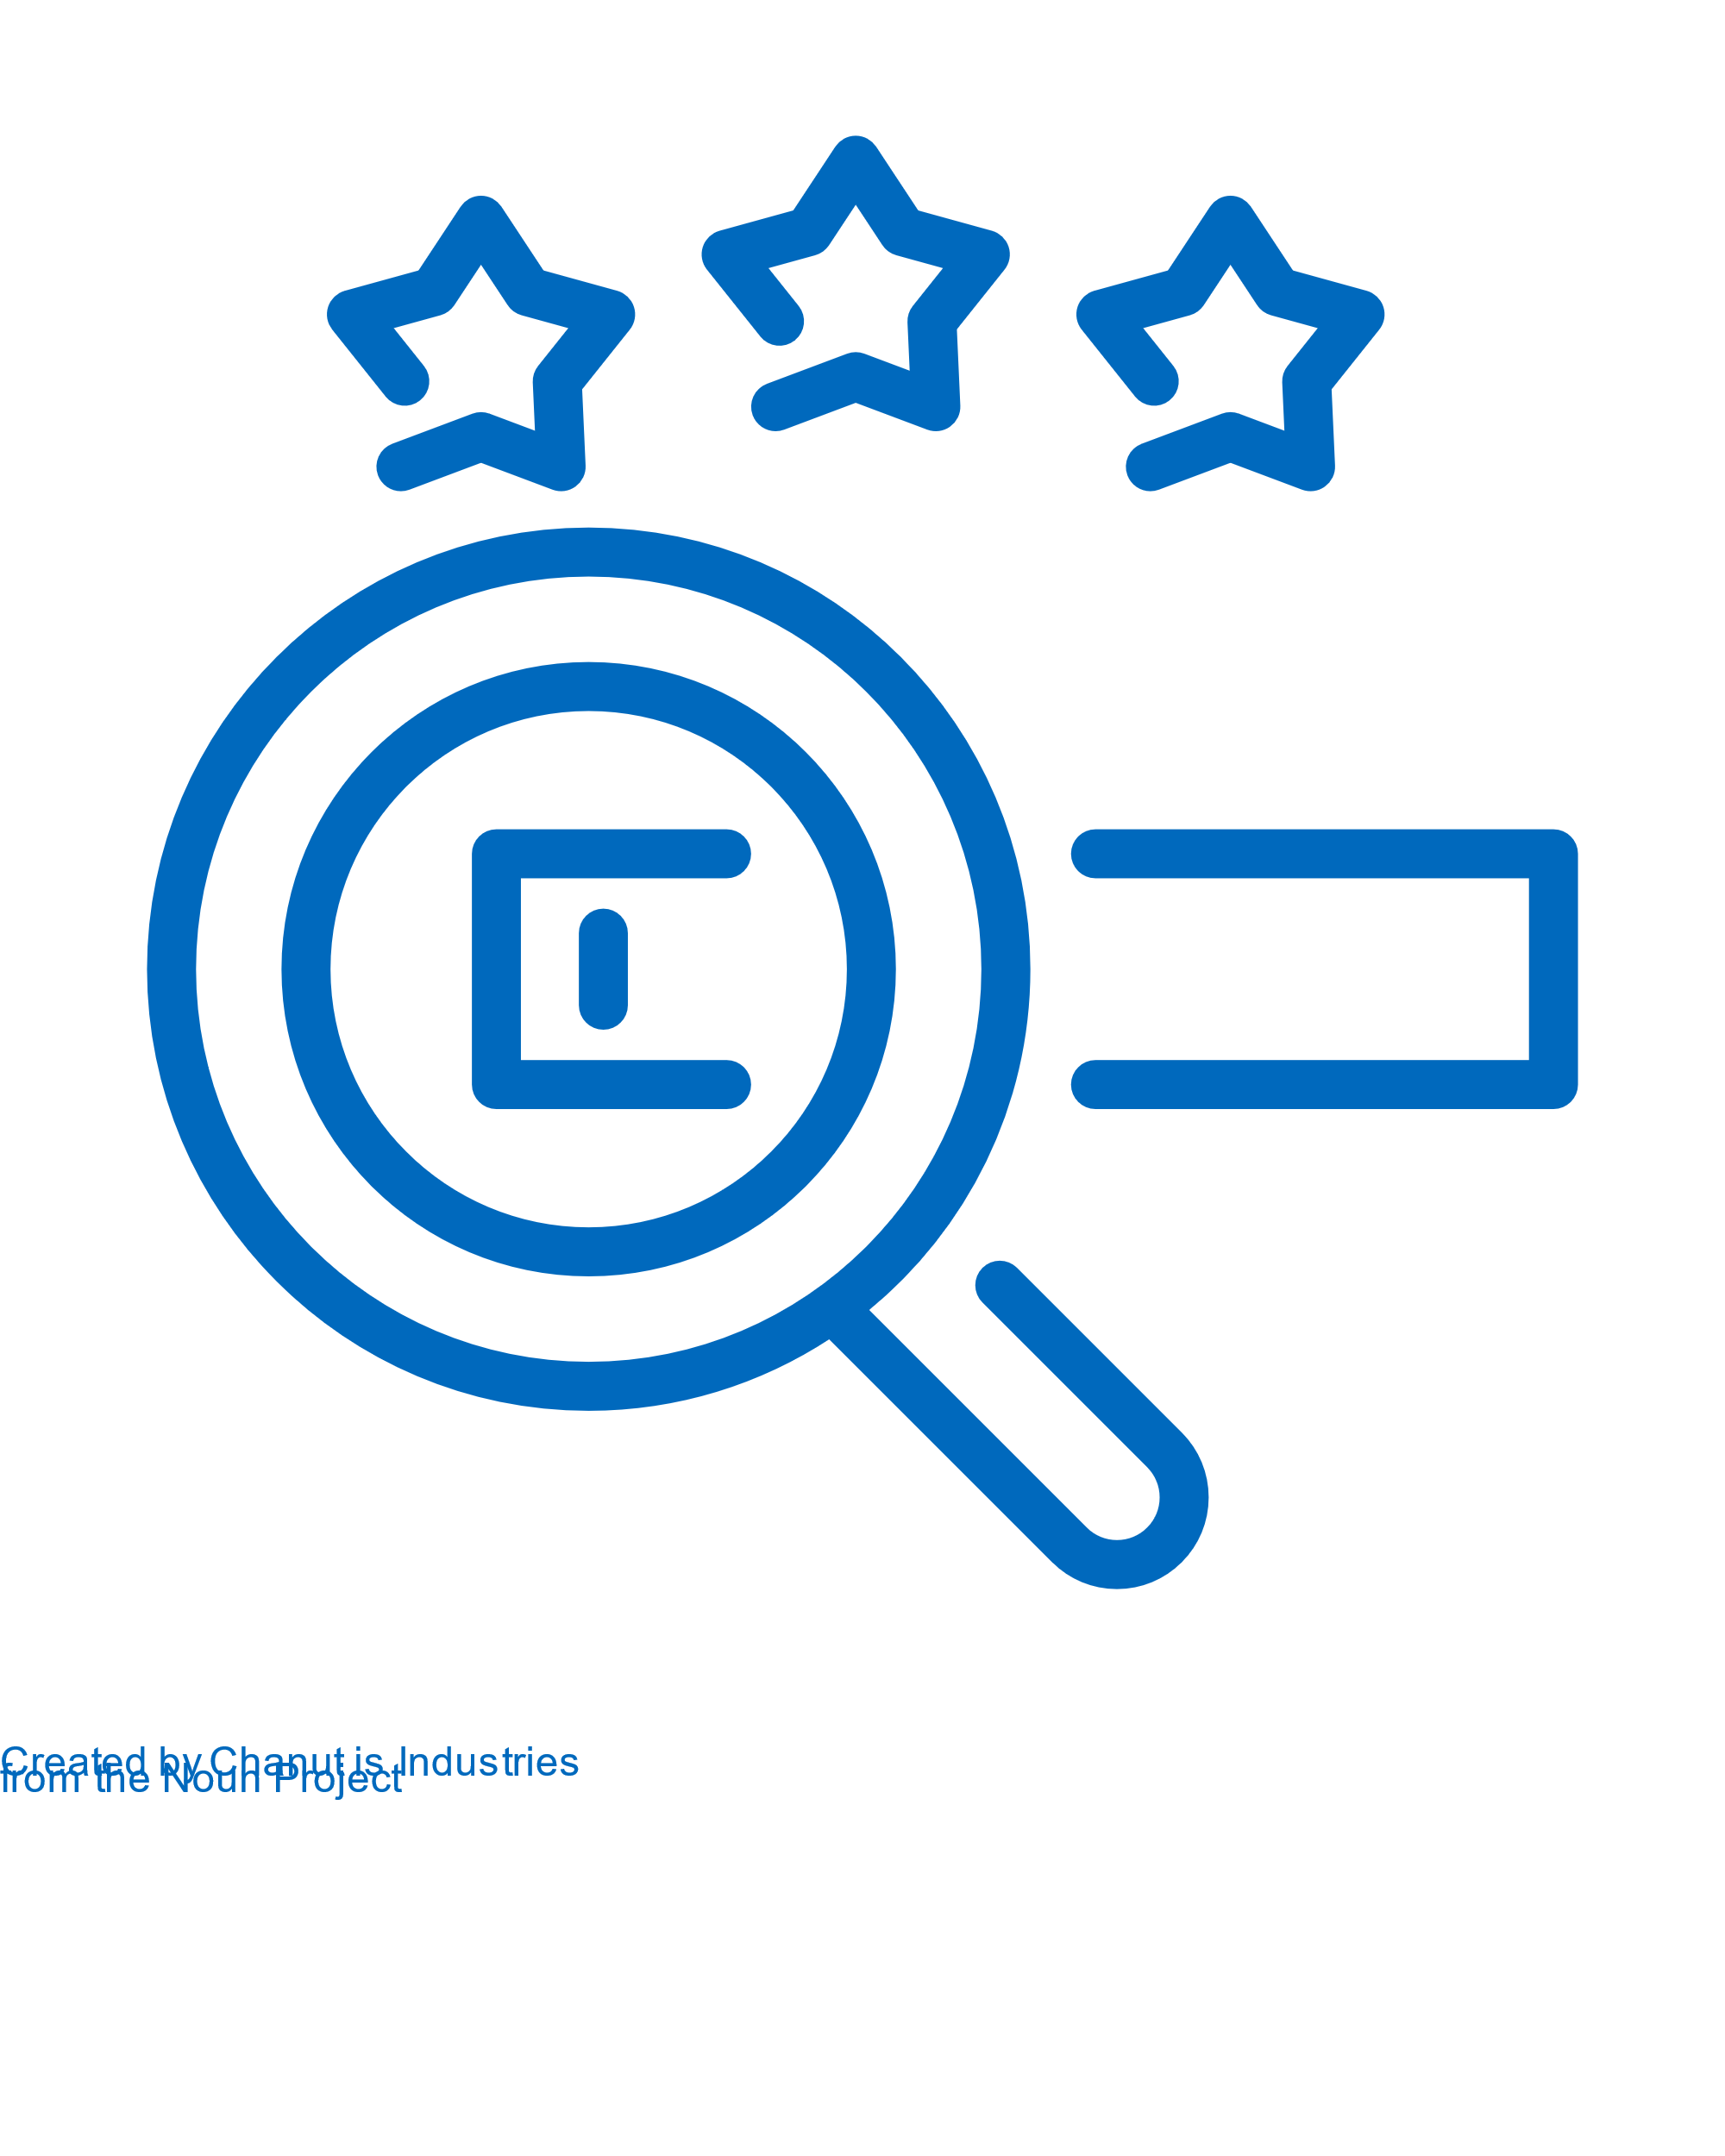 Created by Chanut is Industries
from the Noun Project